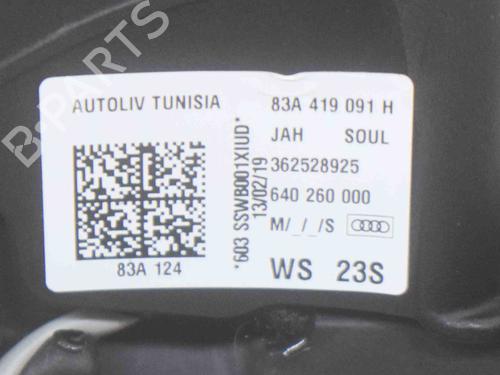 B-PARTS
AUTOLIV TUNISIA
83A 124
*603 SSWB001XIUD*
13/02/19
83A 419 091 H
JAH SOUL
362528925
640 260 000
M/_/_/S
WS 23S